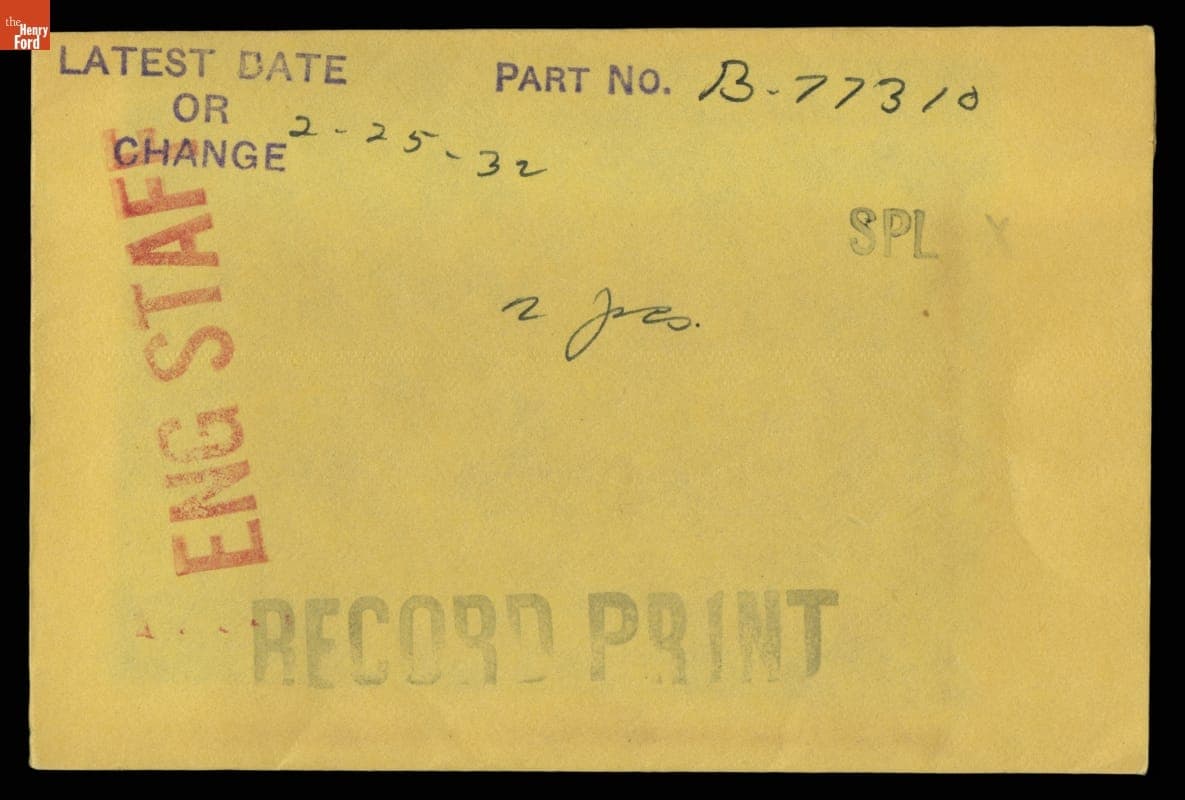 the
Henry
Ford
LATEST DATE
OR
CHANGE 2-25-32
PART NO. B-77310
SPL X
2 pcs.
ENG STAFF
RECORD PRINT